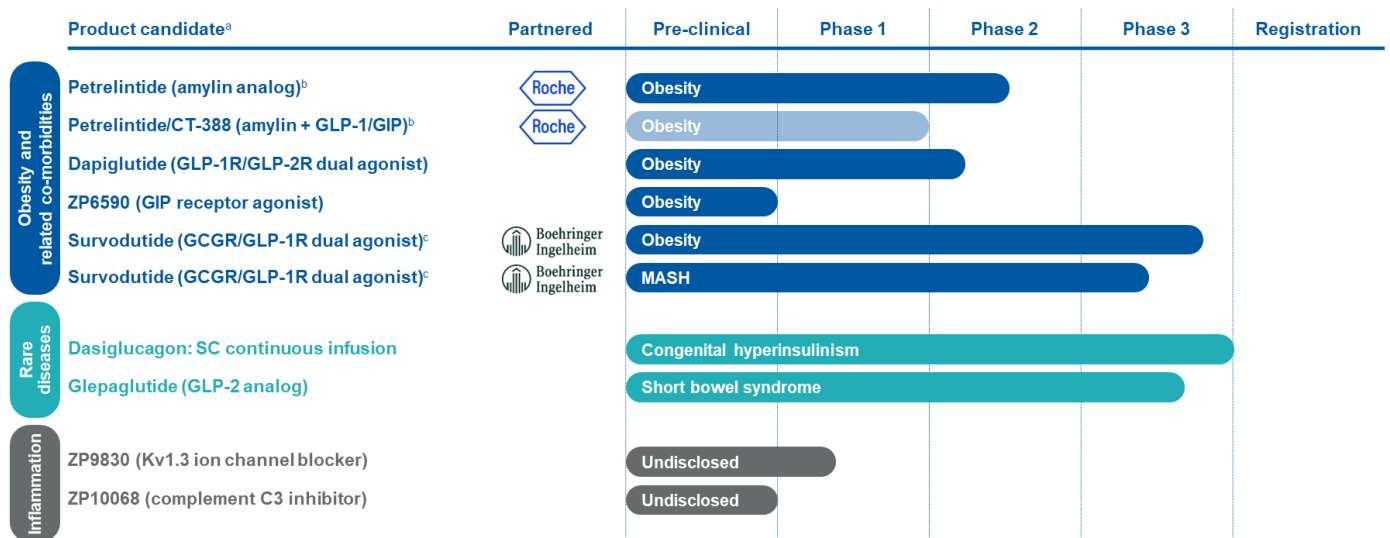 Product candidateᵃ Partnered Pre-clinical Phase 1 Phase 2 Phase 3 Registration
Obesity and
related co-morbidities
Petrelintide (amylin analog)ᵇ Roche Obesity
Petrelintide/CT-388 (amylin + GLP-1/GIP)ᵇ Roche Obesity
Dapiglutide (GLP-1R/GLP-2R dual agonist) Obesity
ZP6590 (GIP receptor agonist) Obesity
Survodutide (GCGR/GLP-1R dual agonist)ᶜ Boehringer Ingelheim Obesity
Survodutide (GCGR/GLP-1R dual agonist)ᶜ Boehringer Ingelheim MASH
Rare
diseases
Dasiglucagon: SC continuous infusion Congenital hyperinsulinism
Glepaglutide (GLP-2 analog) Short bowel syndrome
Inflammation
ZP9830 (Kv1.3 ion channel blocker) Undisclosed
ZP10068 (complement C3 inhibitor) Undisclosed